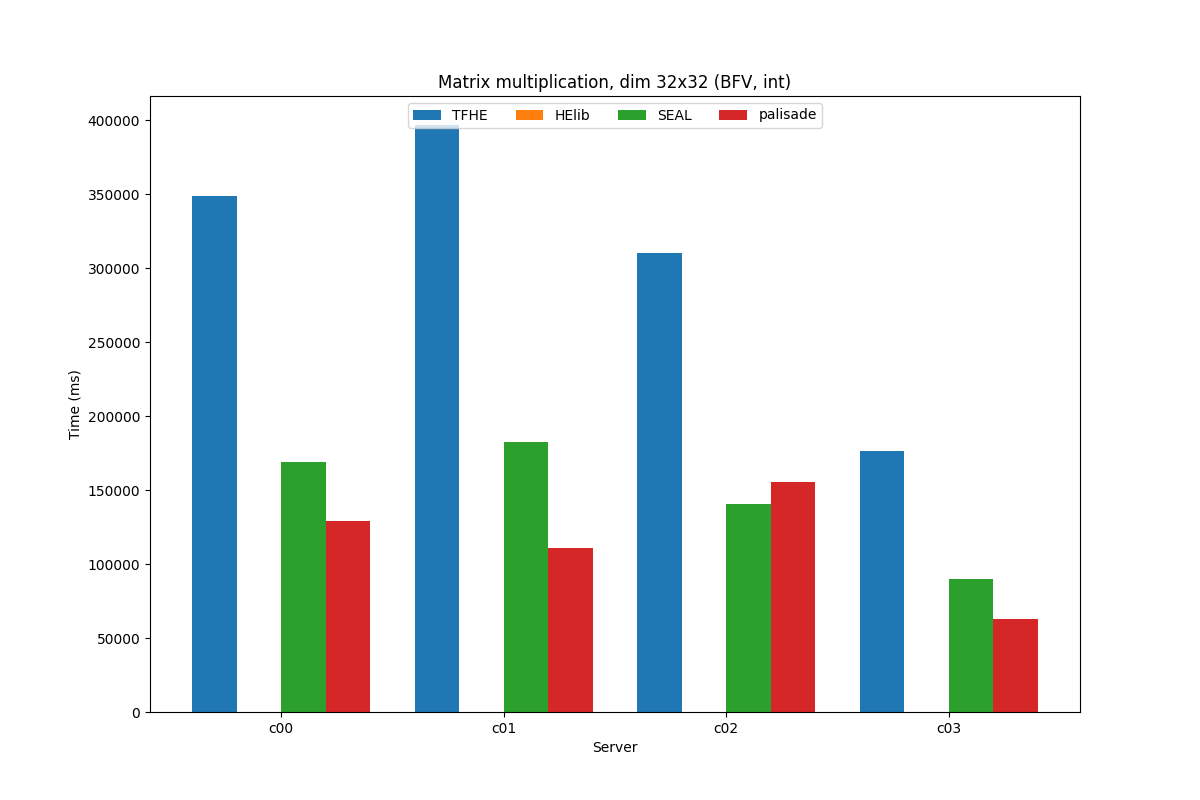 Matrix multiplication, dim 32x32 (BFV, int)
TFHE HElib SEAL palisade
400000
350000
300000
250000
200000
150000
100000
50000
0
Time (ms)
c00 c01 c02 c03
Server